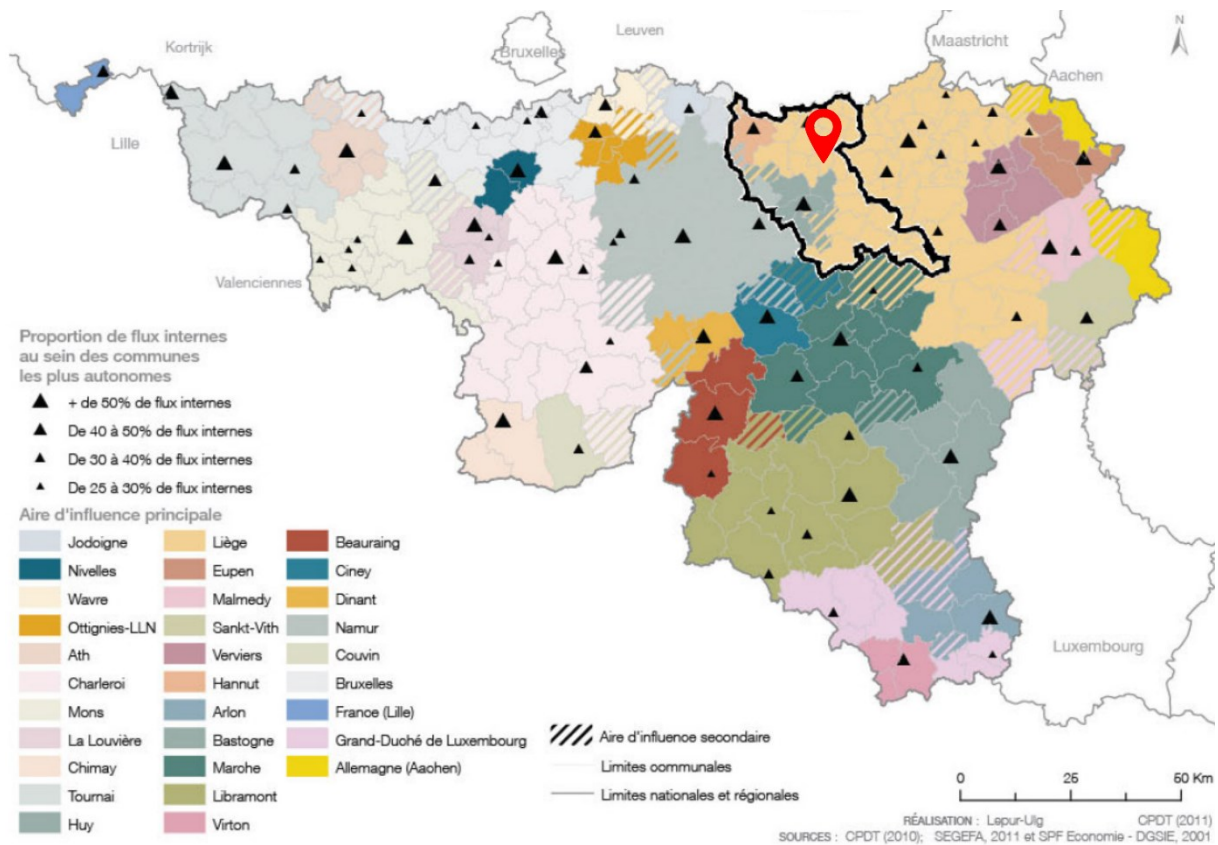 Kortrijk
Bruxelles
Leuven
Maastricht
N
Aachen
Lille
Valenciennes
Luxembourg
Proportion de flux internes
au sein des communes
les plus autonomes
+ de 50% de flux internes
De 40 à 50% de flux internes
De 30 à 40% de flux internes
De 25 à 30% de flux internes
Aire d'influence principale
Jodoigne
Nivelles
Wavre
Ottignies-LLN
Ath
Charleroi
Mons
La Louvière
Chimay
Tournai
Huy
Liège
Eupen
Malmedy
Sankt-Vith
Verviers
Hannut
Arlon
Bastogne
Marche
Libramont
Virton
Beauraing
Ciney
Dinant
Namur
Couvin
Bruxelles
France (Lille)
Grand-Duché de Luxembourg
Allemagne (Aachen)
Aire d'influence secondaire
Limites communales
Limites nationales et régionales
0 25 50 Km
RÉALISATION : Lepur-Ulg CPDT (2011)
SOURCES : CPDT (2010); SEGEFA, 2011 et SPF Economie - DGSIE, 2001